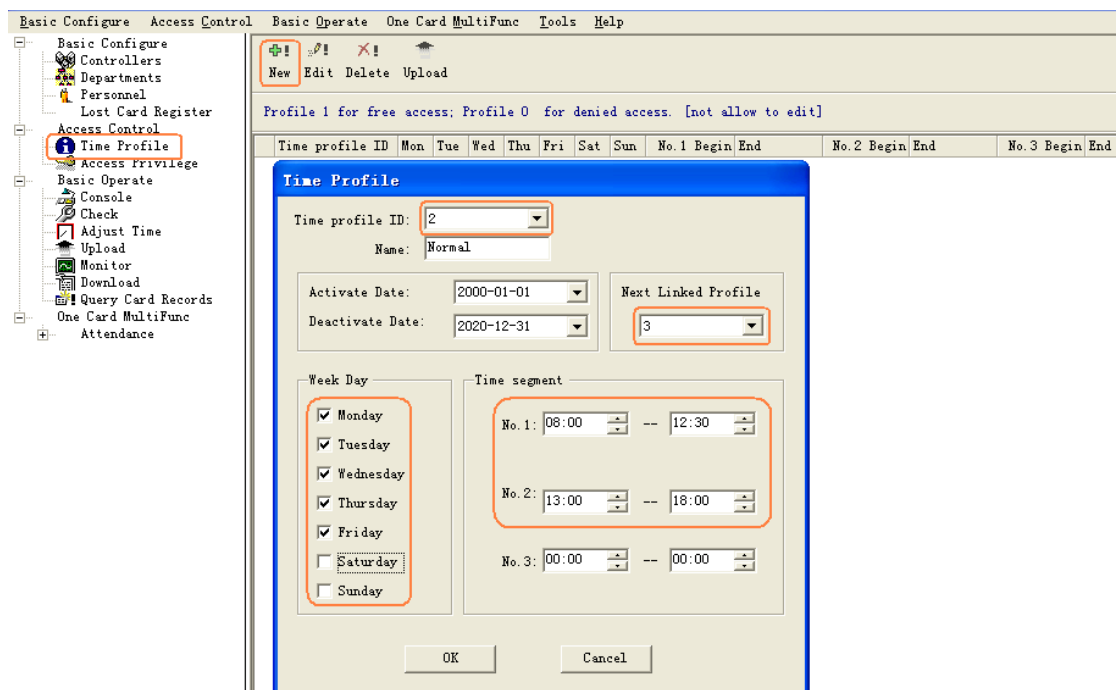 Basic Configure Access Control Basic Operate One Card MultiFunc Tools Help
Basic Configure
Controllers
Departments
Personnel
Lost Card Register
Access Control
Time Profile
Access Privilege
Basic Operate
Console
Check
Adjust Time
Upload
Monitor
Download
Query Card Records
One Card MultiFunc
Attendance
New Edit Delete Upload
Profile 1 for free access; Profile 0 for denied access. [not allow to edit]
Time profile ID Mon Tue Wed Thu Fri Sat Sun No.1 Begin End No.2 Begin End No.3 Begin End
Time Profile
Time profile ID: 2
Name: Normal
Activate Date: 2000-01-01
Deactivate Date: 2020-12-31
Next Linked Profile
3
Week Day
Monday
Tuesday
Wednesday
Thursday
Friday
Saturday
Sunday
Time segment
No.1: 08:00 -- 12:30
No.2: 13:00 -- 18:00
No.3: 00:00 -- 00:00
OK Cancel